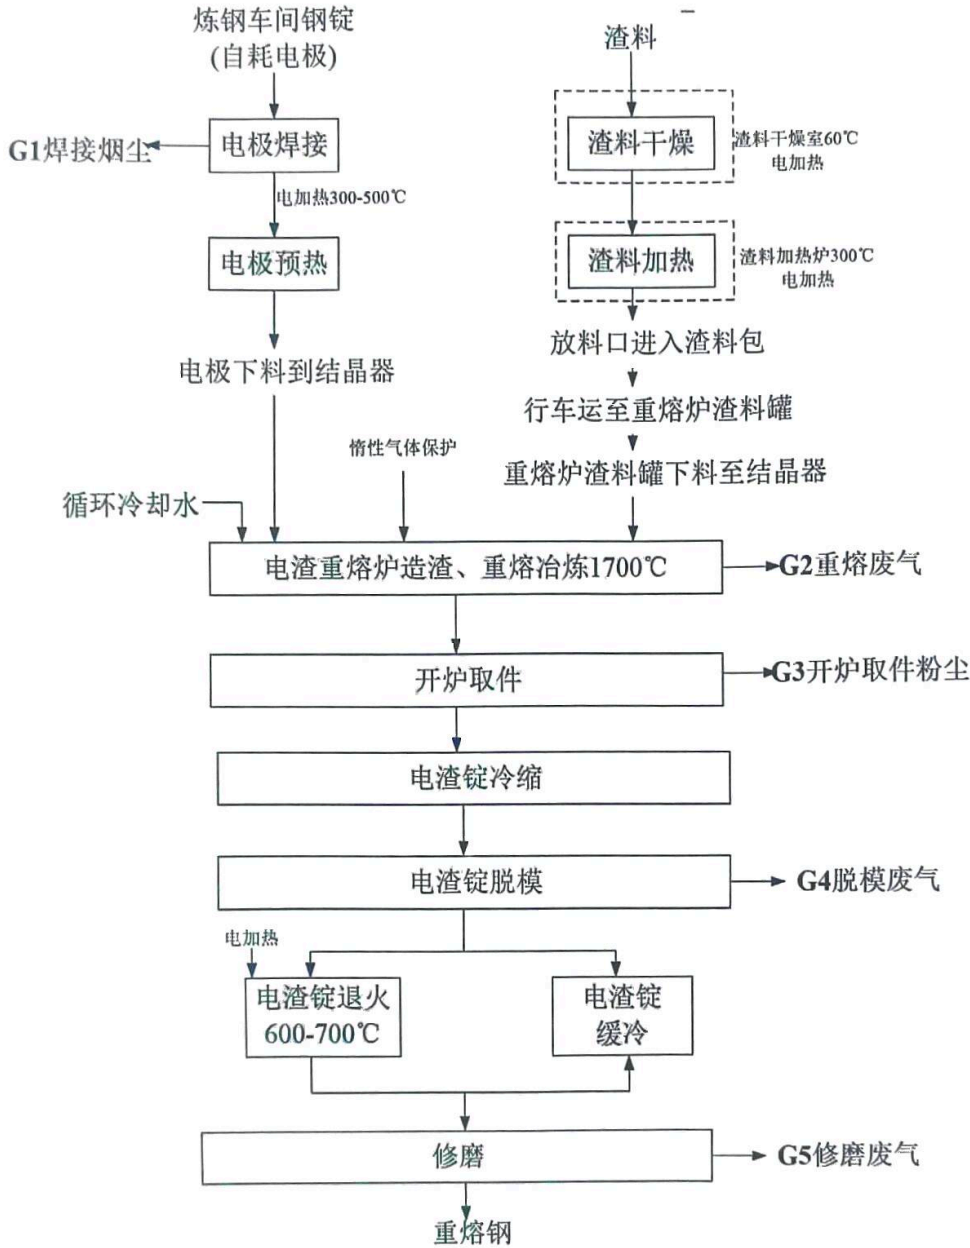 炼钢车间钢锭
(自耗电极)
渣料
G1焊接烟尘
电极焊接
渣料干燥
渣料干燥室60℃
电加热
电加热300-500℃
电极预热
渣料加热
渣料加热炉300℃
电加热
放料口进入渣料包
电极下料到结晶器
行车运至重熔炉渣料罐
惰性气体保护
重熔炉渣料罐下料至结晶器
循环冷却水
电渣重熔炉造渣、重熔冶炼1700℃
G2重熔废气
开炉取件
G3开炉取件粉尘
电渣锭冷缩
电渣锭脱模
G4脱模废气
电加热
电渣锭退火
600-700℃
电渣锭
缓冷
修磨
G5修磨废气
重熔钢